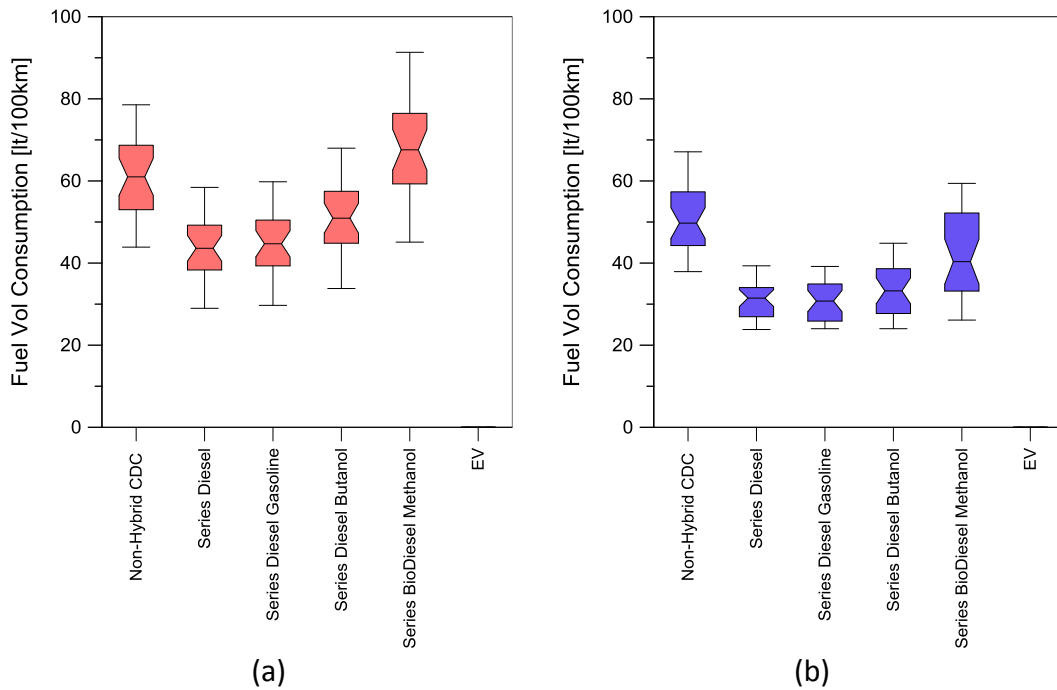 Fuel Vol Consumption [lt/100km]
100
80
60
40
20
0
Non-Hybrid CDC
Series Diesel
Series Diesel Gasoline
Series Diesel Butanol
Series BioDiesel Methanol
EV
(a)
Fuel Vol Consumption [lt/100km]
100
80
60
40
20
0
Non-Hybrid CDC
Series Diesel
Series Diesel Gasoline
Series Diesel Butanol
Series BioDiesel Methanol
EV
(b)